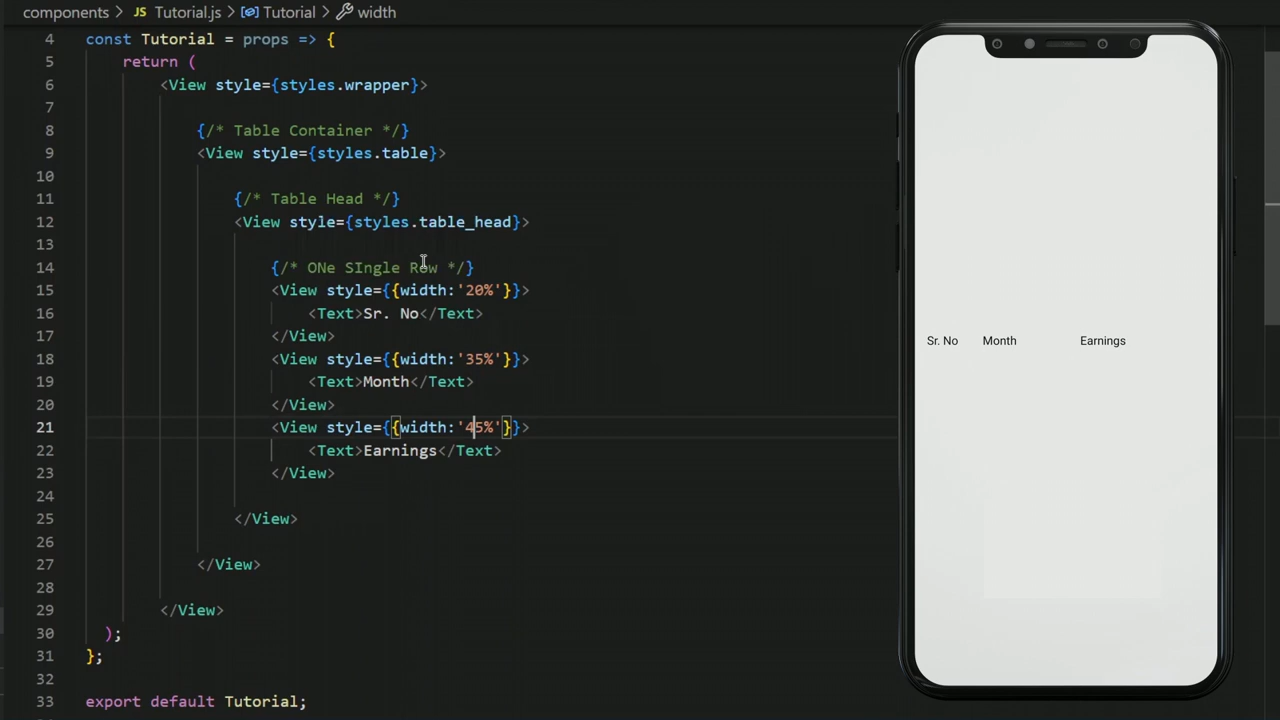 components > JS Tutorial.js > Tutorial > width
4 const Tutorial = props => {
5 return (
6 <View style={styles.wrapper}>
7
8 {/* Table Container */}
9 <View style={styles.table}>
10
11 {/* Table Head */}
12 <View style={styles.table_head}>
13
14 {/* ONe SIngle Row */}
15 <View style={{width:'20%'}}>
16 <Text>Sr. No</Text>
17 </View>
18 <View style={{width:'35%'}}>
19 <Text>Month</Text>
20 </View>
21 <View style={{width:'45%'}}>
22 <Text>Earnings</Text>
23 </View>
24
25 </View>
26
27 </View>
28
29 </View>
30 );
31 };
32
33 export default Tutorial;
Sr. No Month Earnings